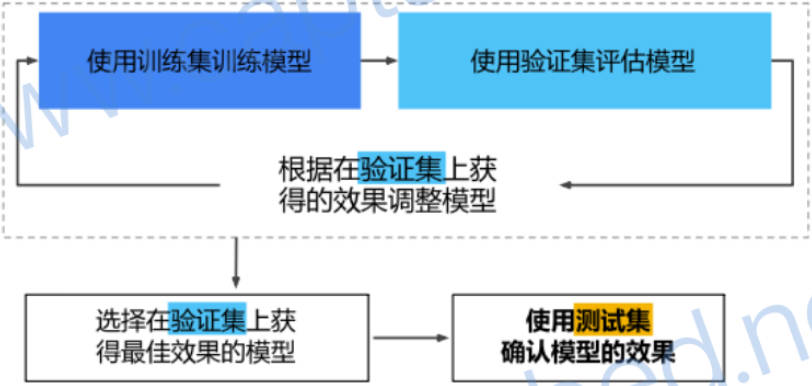 使用训练集训练模型
使用验证集评估模型
根据在验证集上获
得的效果调整模型
选择在验证集上获
得最佳效果的模型
使用测试集
确认模型的效果